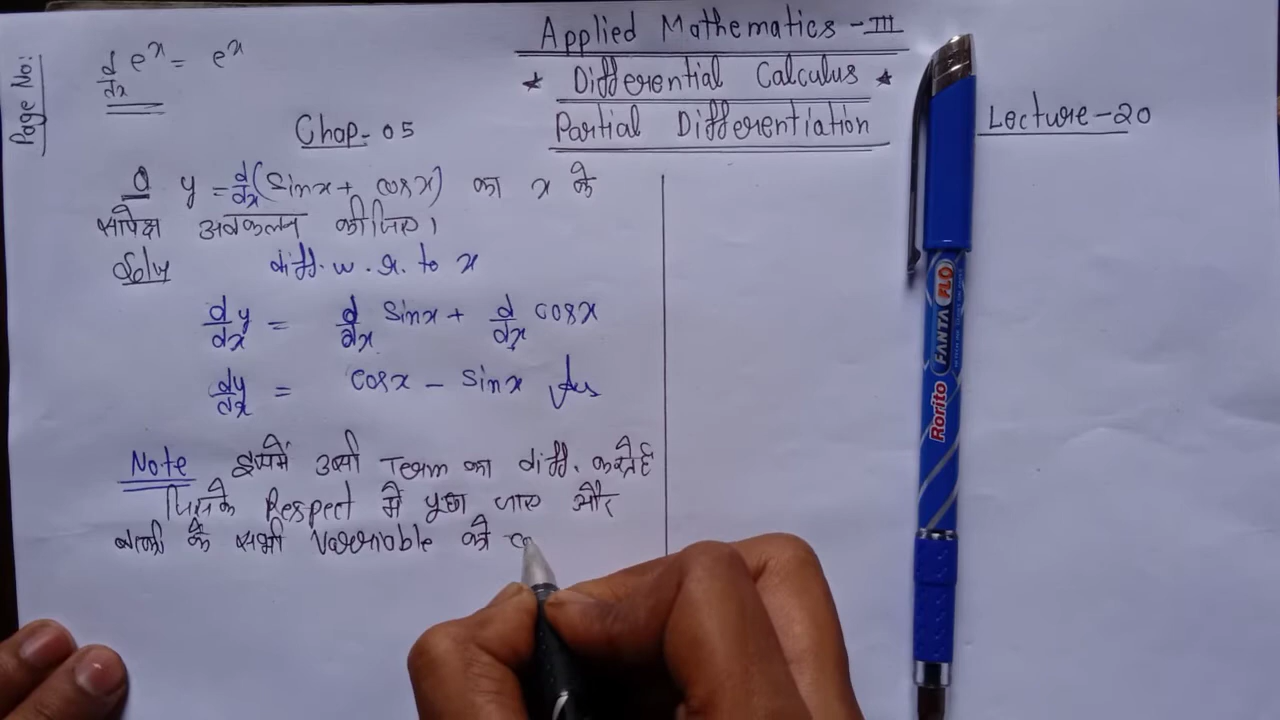 Page No:
d/dx e^x = e^x
Applied Mathematics - III
* Differential Calculus *
Partial Differentiation
Lecture - 20
Chap - 05
Q y = d/dx (Sinx + cosx) का x के
सापेक्ष अवकलन कीजिए।
Soln diff. w. r. to x
dy/dx = d/dx Sinx + d/dx cosx
dy/dx = cosx - Sinx Ans
Note इसमें उसी Term का diff. करते है
जिसके Respect में पूछा जाए और
बाकी के सभी Variable को
Rorito FANTA FLO